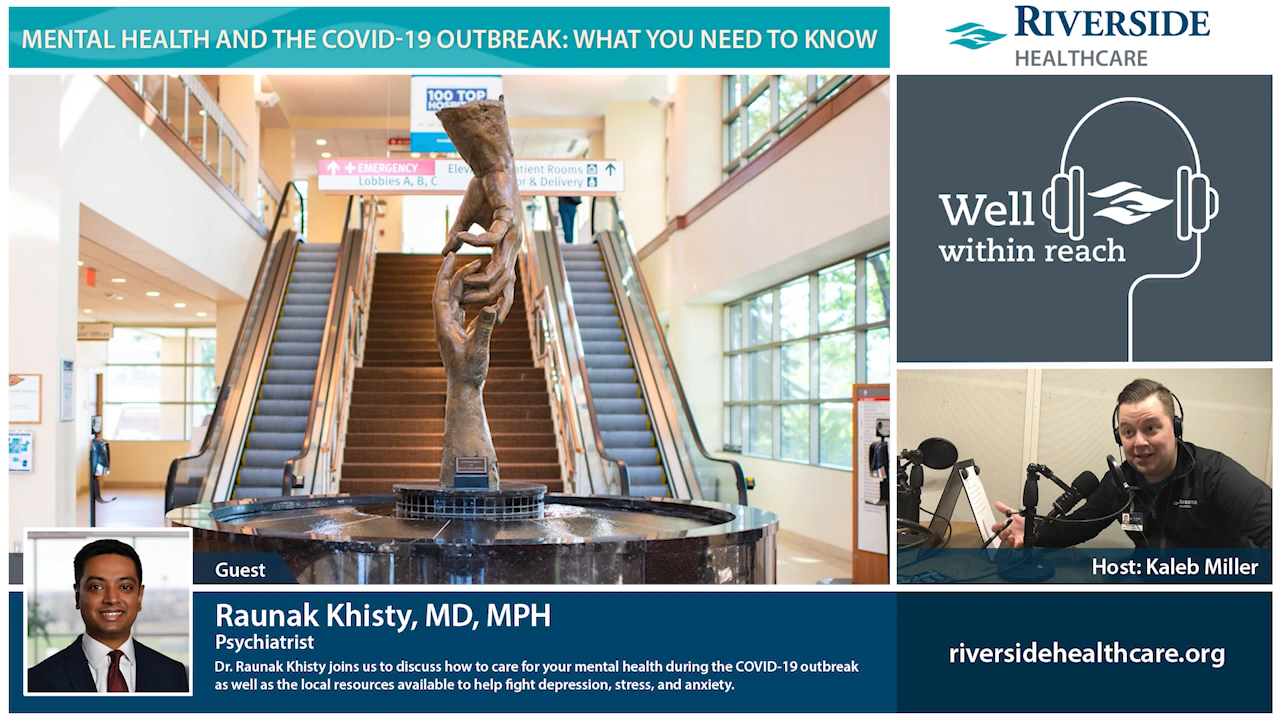 MENTAL HEALTH AND THE COVID-19 OUTBREAK: WHAT YOU NEED TO KNOW
RIVERSIDE
HEALTHCARE
100 TOP
EMERGENCY
Patient Rooms
Lobbies A, B, C
& Delivery
Well
within reach
Host: Kaleb Miller
Guest
Raunak Khisty, MD, MPH
Psychiatrist
Dr. Raunak Khisty joins us to discuss how to care for your mental health during the COVID-19 outbreak
as well as the local resources available to help fight depression, stress, and anxiety.
riversidehealthcare.org